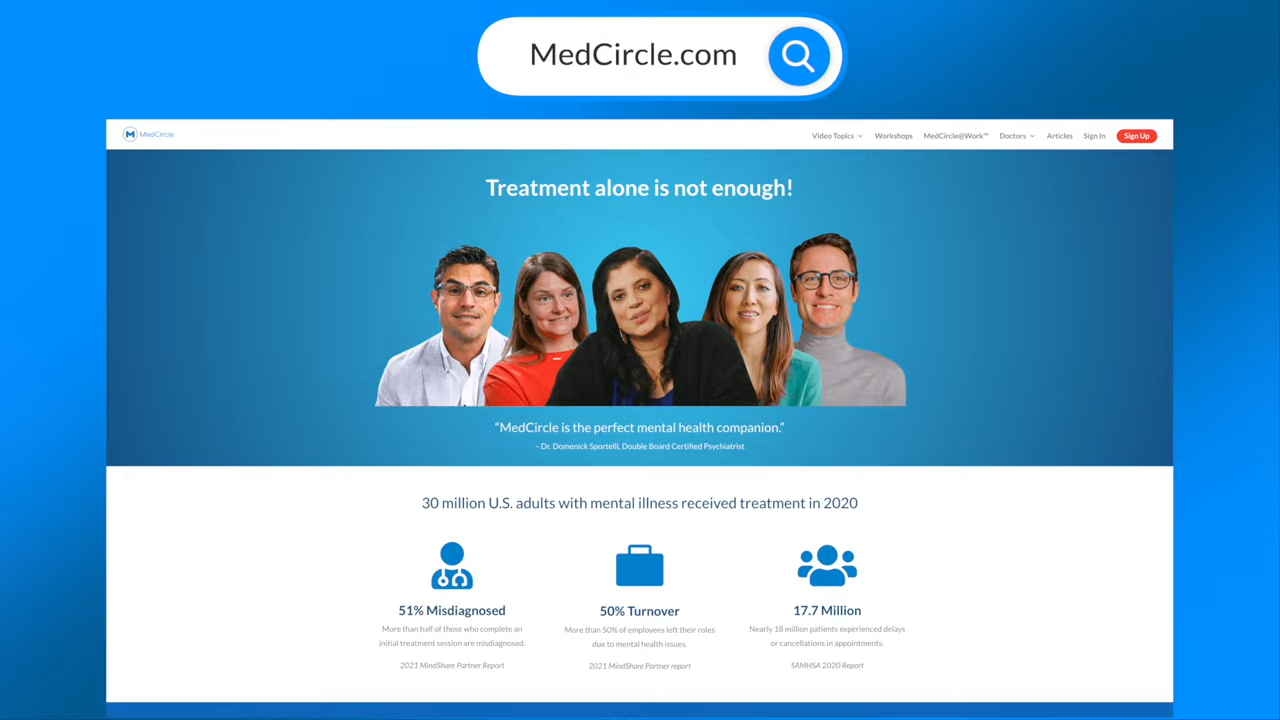 MedCircle.com
M MedCircle
Video Topics Workshops MedCircle@Work™ Doctors Articles Sign In Sign Up
Treatment alone is not enough!
“MedCircle is the perfect mental health companion.”
– Dr. Domenick Sportelli, Double Board Certified Psychiatrist
30 million U.S. adults with mental illness received treatment in 2020
51% Misdiagnosed
More than half of those who complete an
initial treatment session are misdiagnosed.
2021 MindShare Partner Report
50% Turnover
More than 50% of employees left their roles
due to mental health issues.
2021 MindShare Partner report
17.7 Million
Nearly 18 million patients experienced delays
or cancellations in appointments.
SAMHSA 2020 Report